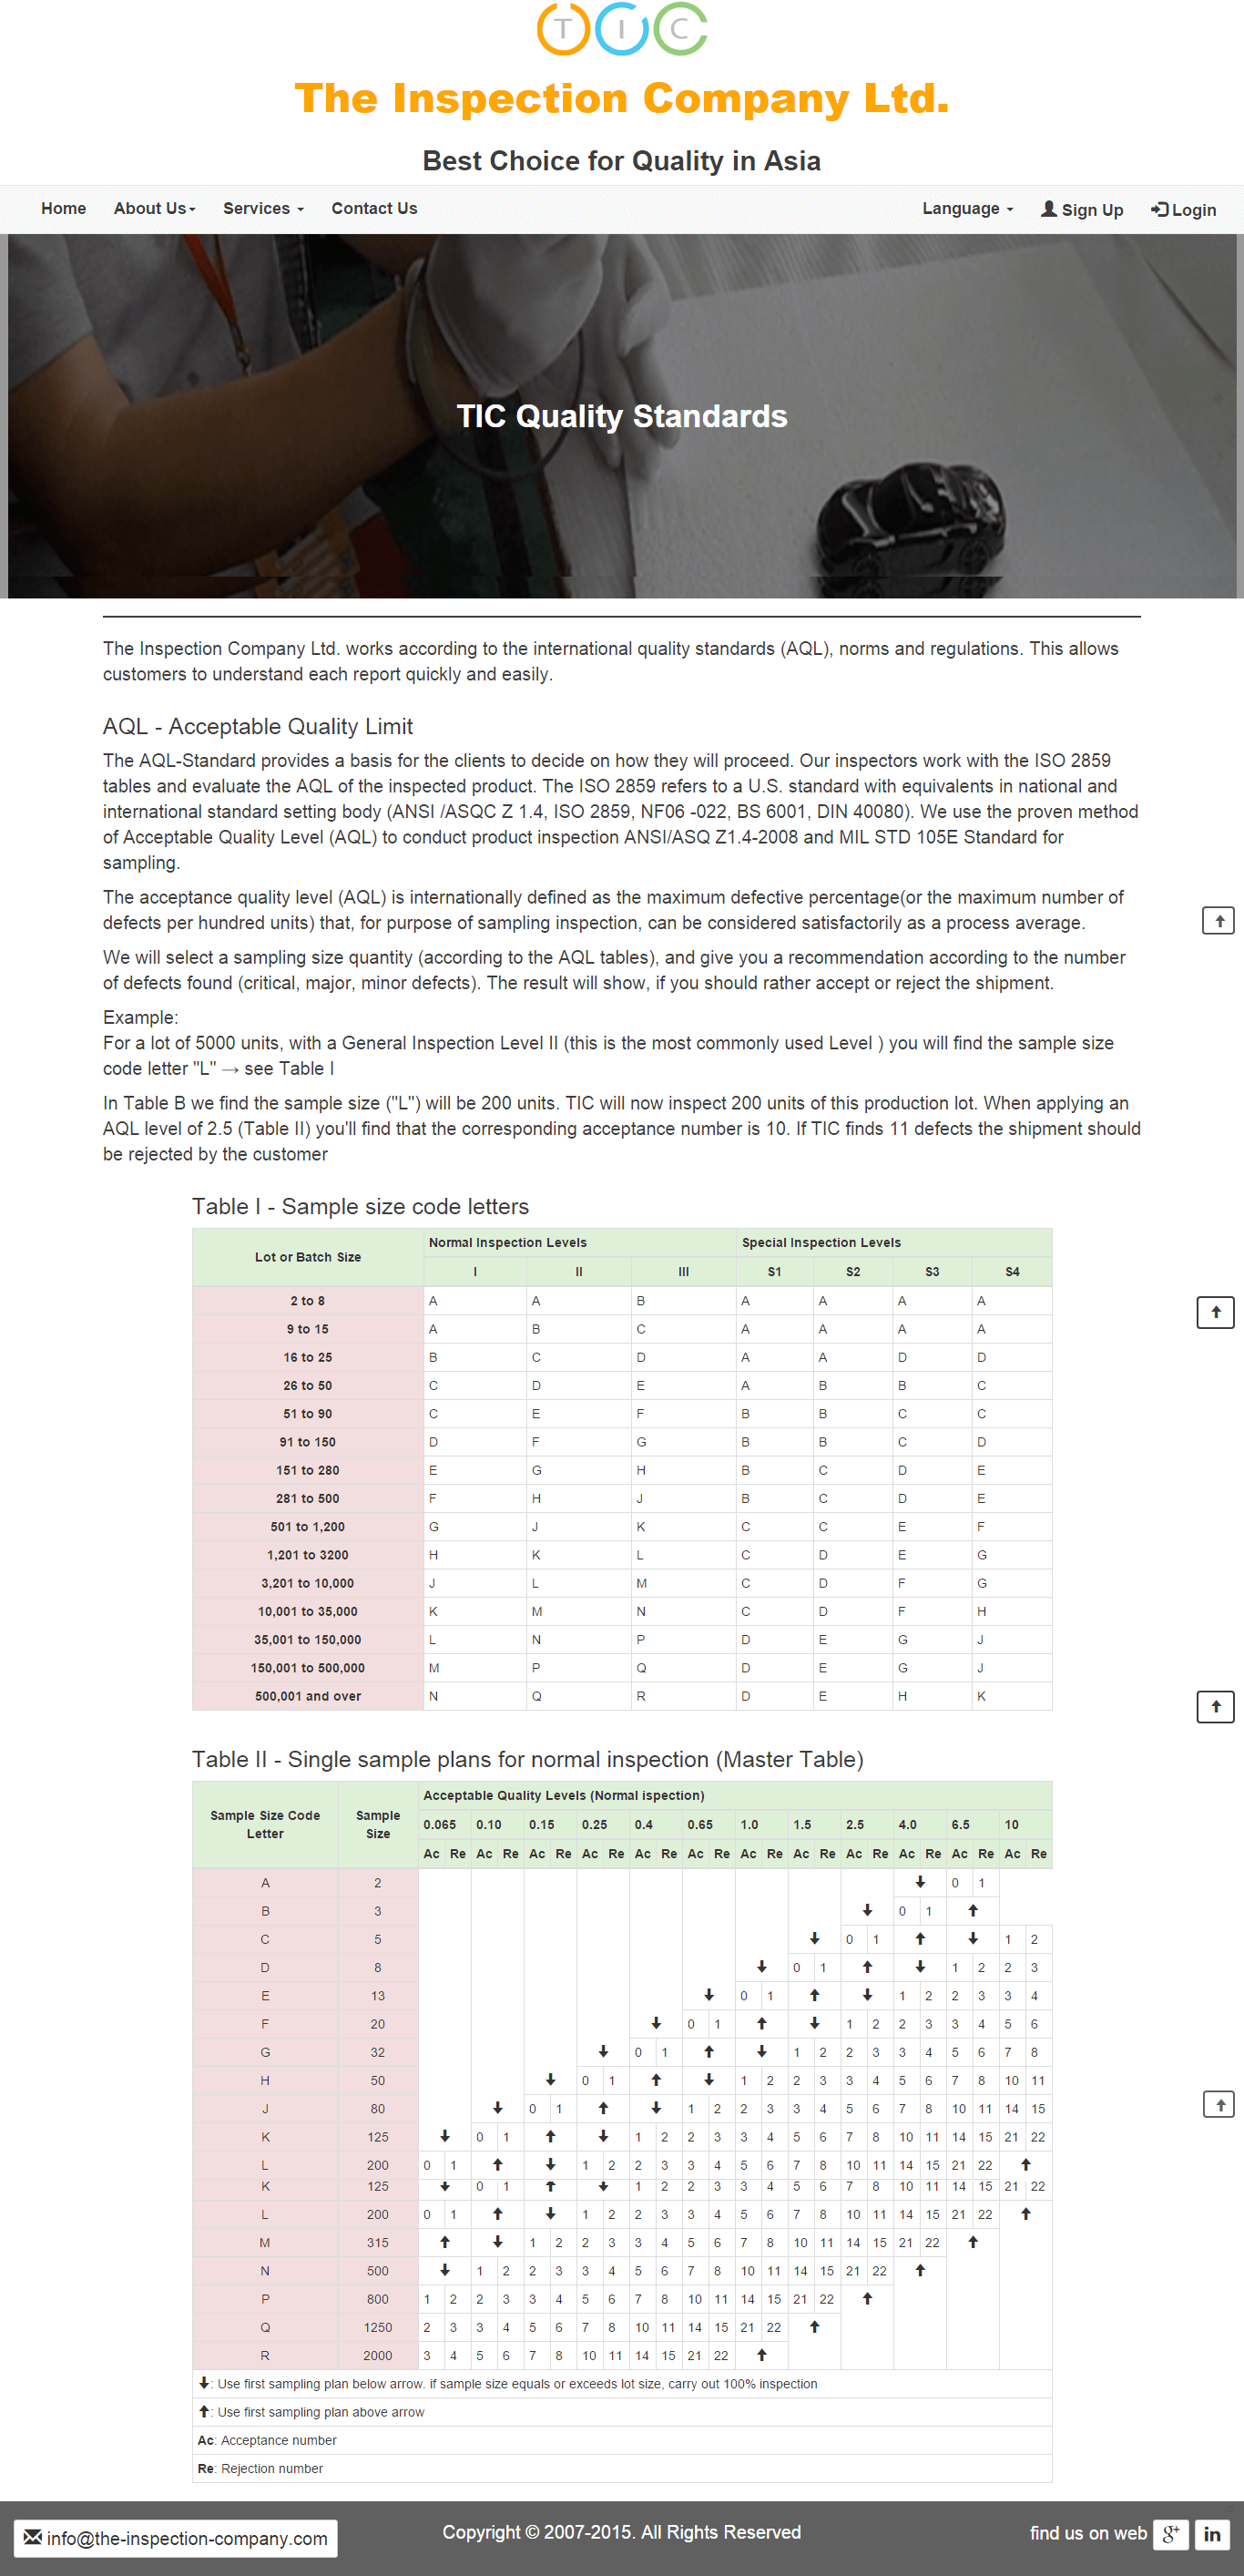 T I C
The Inspection Company Ltd.
Best Choice for Quality in Asia
Home About Us Services Contact Us Language Sign Up Login
TIC Quality Standards
The Inspection Company Ltd. works according to the international quality standards (AQL), norms and regulations. This allows
customers to understand each report quickly and easily.
AQL - Acceptable Quality Limit
The AQL-Standard provides a basis for the clients to decide on how they will proceed. Our inspectors work with the ISO 2859
tables and evaluate the AQL of the inspected product. The ISO 2859 refers to a U.S. standard with equivalents in national and
international standard setting body (ANSI /ASQC Z 1.4, ISO 2859, NF06 -022, BS 6001, DIN 40080). We use the proven method
of Acceptable Quality Level (AQL) to conduct product inspection ANSI/ASQ Z1.4-2008 and MIL STD 105E Standard for
sampling.
The acceptance quality level (AQL) is internationally defined as the maximum defective percentage(or the maximum number of
defects per hundred units) that, for purpose of sampling inspection, can be considered satisfactorily as a process average.
We will select a sampling size quantity (according to the AQL tables), and give you a recommendation according to the number
of defects found (critical, major, minor defects). The result will show, if you should rather accept or reject the shipment.
Example:
For a lot of 5000 units, with a General Inspection Level II (this is the most commonly used Level ) you will find the sample size
code letter "L" → see Table I
In Table B we find the sample size ("L") will be 200 units. TIC will now inspect 200 units of this production lot. When applying an
AQL level of 2.5 (Table II) you'll find that the corresponding acceptance number is 10. If TIC finds 11 defects the shipment should
be rejected by the customer
Table I - Sample size code letters
Lot or Batch Size Normal Inspection Levels Special Inspection Levels
I II III S1 S2 S3 S4
2 to 8 A A B A A A A
9 to 15 A B C A A A A
16 to 25 B C D A A D D
26 to 50 C D E A B B C
51 to 90 C E F B B C C
91 to 150 D F G B B C D
151 to 280 E G H B C D E
281 to 500 F H J B C D E
501 to 1,200 G J K C C E F
1,201 to 3200 H K L C D E G
3,201 to 10,000 J L M C D F G
10,001 to 35,000 K M N C D F H
35,001 to 150,000 L N P D E G J
150,001 to 500,000 M P Q D E G J
500,001 and over N Q R D E H K
Table II - Single sample plans for normal inspection (Master Table)
Sample Size Code Letter Sample Size Acceptable Quality Levels (Normal ispection)
0.065 0.10 0.15 0.25 0.4 0.65 1.0 1.5 2.5 4.0 6.5 10
Ac Re Ac Re Ac Re Ac Re Ac Re Ac Re Ac Re Ac Re Ac Re Ac Re Ac Re Ac Re
A 2 ↓ 0 1
B 3 ↓ 0 1 ↑
C 5 ↓ 0 1 ↑ ↓ 1 2
D 8 ↓ 0 1 ↑ ↓ 1 2 2 3
E 13 ↓ 0 1 ↑ ↓ 1 2 2 3 3 4
F 20 ↓ 0 1 ↑ ↓ 1 2 2 3 3 4 5 6
G 32 ↓ 0 1 ↑ ↓ 1 2 2 3 3 4 5 6 7 8
H 50 ↓ 0 1 ↑ ↓ 1 2 2 3 3 4 5 6 7 8 10 11
J 80 ↓ 0 1 ↑ ↓ 1 2 2 3 3 4 5 6 7 8 10 11 14 15
K 125 ↓ 0 1 ↑ ↓ 1 2 2 3 3 4 5 6 7 8 10 11 14 15 21 22
L 200 0 1 ↑ ↓ 1 2 2 3 3 4 5 6 7 8 10 11 14 15 21 22 ↑
K 125 ↓ 0 1 ↑ ↓ 1 2 2 3 3 4 5 6 7 8 10 11 14 15 21 22
L 200 0 1 ↑ ↓ 1 2 2 3 3 4 5 6 7 8 10 11 14 15 21 22 ↑
M 315 ↑ ↓ 1 2 2 3 3 4 5 6 7 8 10 11 14 15 21 22 ↑
N 500 ↓ 1 2 2 3 3 4 5 6 7 8 10 11 14 15 21 22 ↑
P 800 1 2 2 3 3 4 5 6 7 8 10 11 14 15 21 22 ↑
Q 1250 2 3 3 4 5 6 7 8 10 11 14 15 21 22 ↑
R 2000 3 4 5 6 7 8 10 11 14 15 21 22 ↑
↓: Use first sampling plan below arrow. if sample size equals or exceeds lot size, carry out 100% inspection
↑: Use first sampling plan above arrow
Ac: Acceptance number
Re: Rejection number
info@the-inspection-company.com Copyright © 2007-2015. All Rights Reserved find us on web g+ in